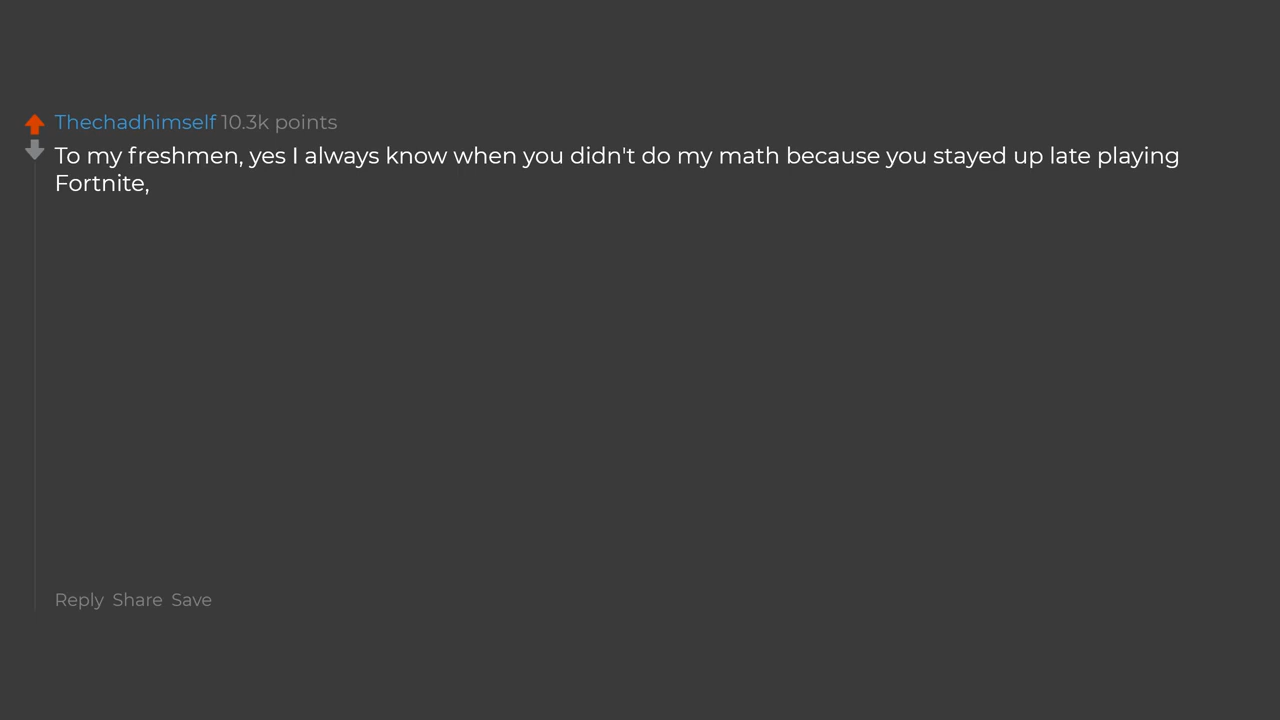 Thechadhimself 10.3k points
To my freshmen, yes I always know when you didn't do my math because you stayed up late playing
Fortnite,
Reply Share Save